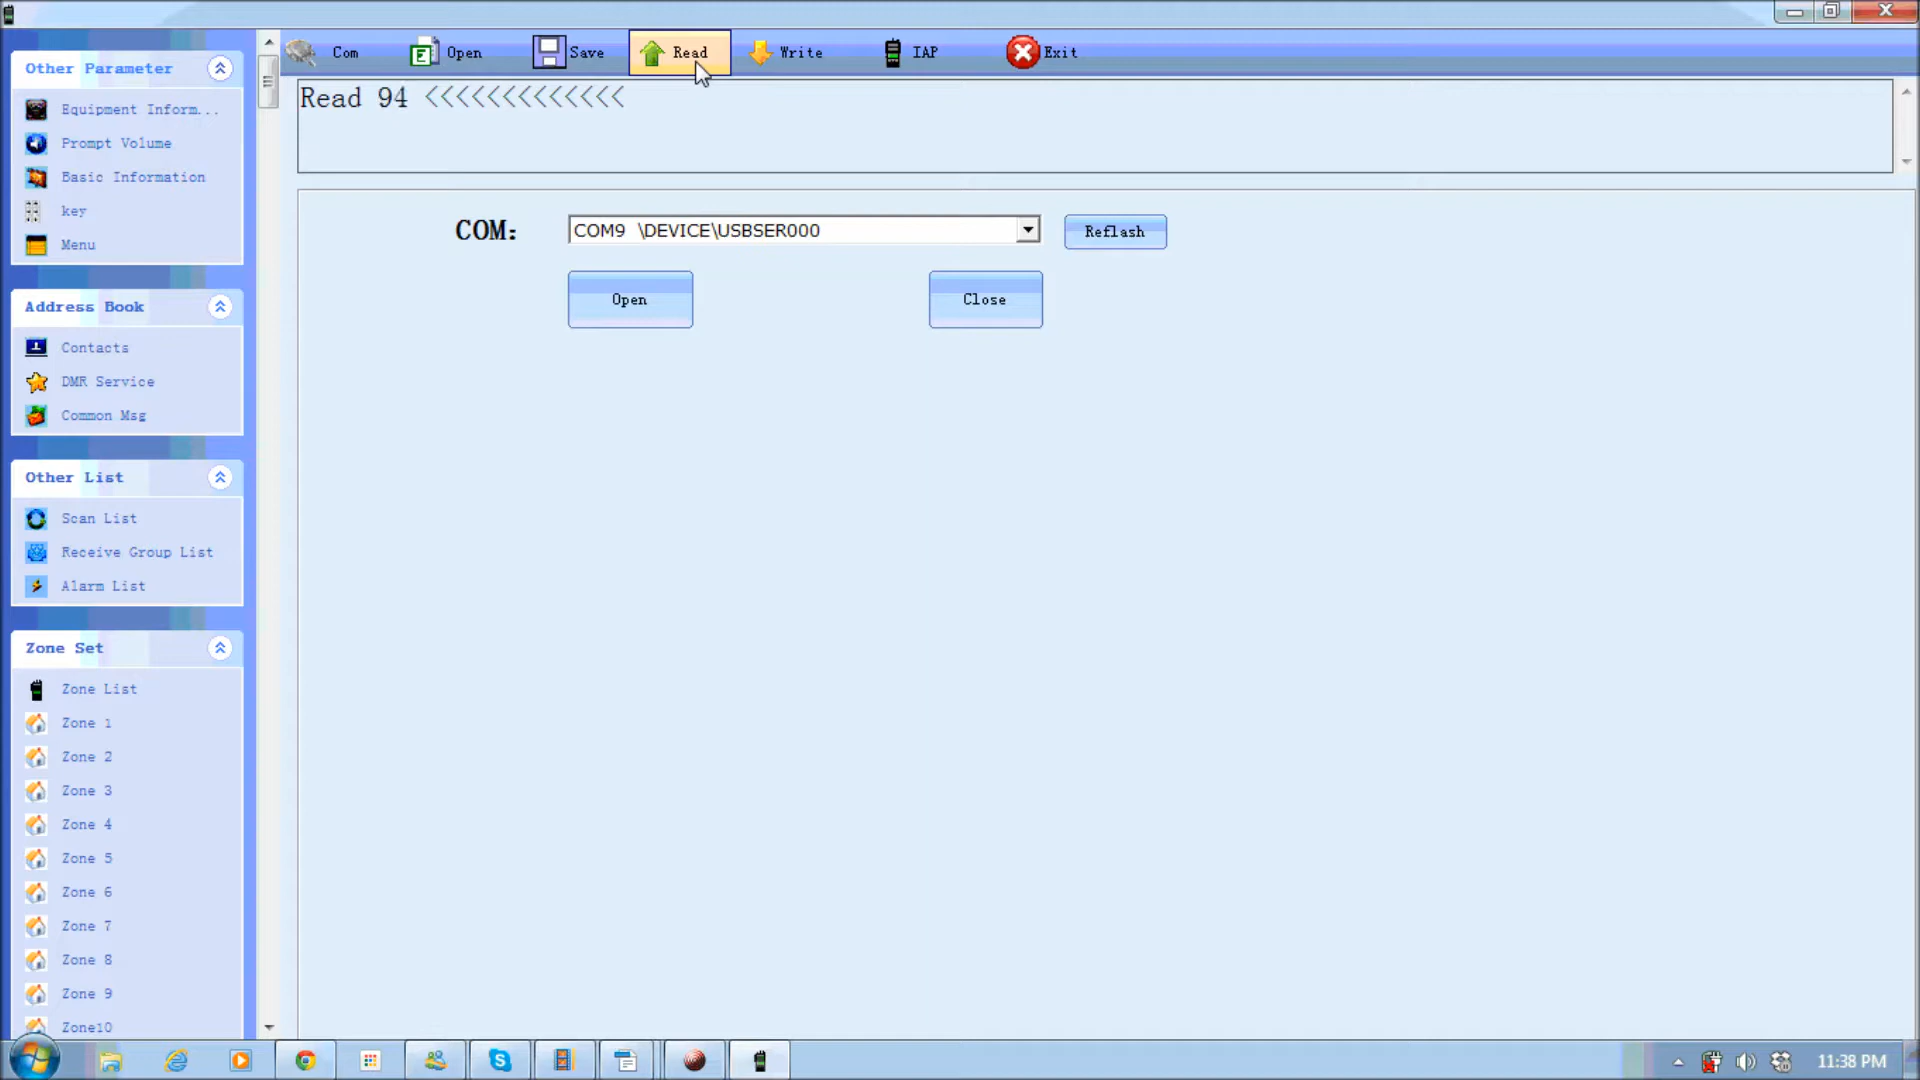 Com
Open
Save
Read
Write
IAP
Exit
Read 94 <<<<<<<<<<<<<
Other Parameter
Equipment Inform...
Prompt Volume
Basic Information
key
Menu
Address Book
Contacts
DMR Service
Common Msg
Other List
Scan List
Receive Group List
Alarm List
Zone Set
Zone List
Zone 1
Zone 2
Zone 3
Zone 4
Zone 5
Zone 6
Zone 7
Zone 8
Zone 9
Zone10
COM:
COM9 \DEVICE\USBSER000
Reflash
Open
Close
11:38 PM